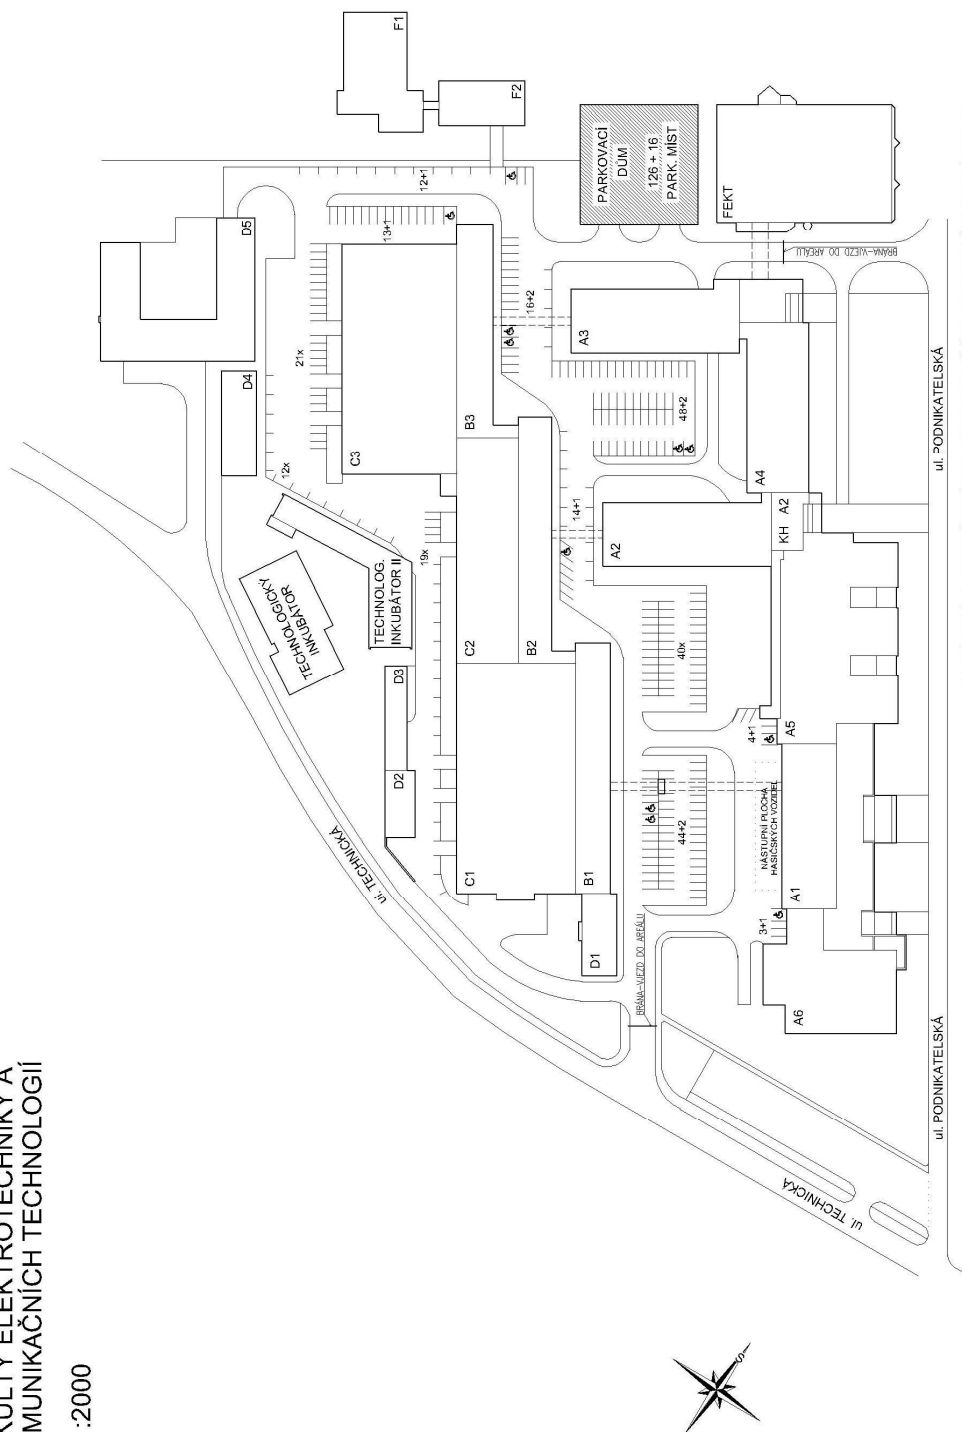 KULTY ELEKTROTECHNIKY A
MUNIKAČNÍCH TECHNOLOGIÍ
:2000
F1
F2
12+1
13+1
PARKOVACÍ
DŮM
126 + 16
PARK. MÍST
FEKT
BRÁNA-VJEZD DO AREÁLU
D5
D4
21x
12x
C3
B3
16+2
A3
48+2
A4
TECHNOLOGICKÝ
INKUBÁTOR
TECHNOLOG.
INKUBÁTOR II
19x
14+1
C2
B2
A2
KH
A2
D3
D2
40x
4+1
A5
ul. TECHNICKÁ
C1
B1
44+2
NÁSTUPNÍ PLOCHA
HASIČSKÝCH VOZIDEL
A1
3+1
D1
BRÁNA-VJEZD DO AREÁLU
A6
ul. PODNIKATELSKÁ
ul. PODNIKATELSKÁ
ul. TECHNICKÁ
S